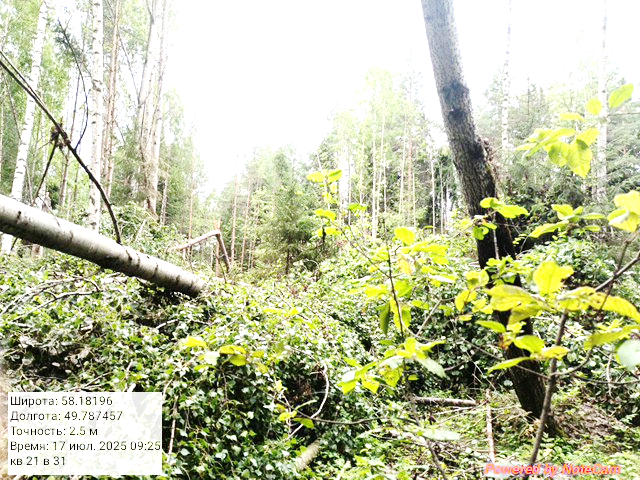 Широта: 58.18196
Долгота: 49.787457
Точность: 2.5 м
Время: 17 июл. 2025 09:25
кв 21 в 31
Powered by NoteCam